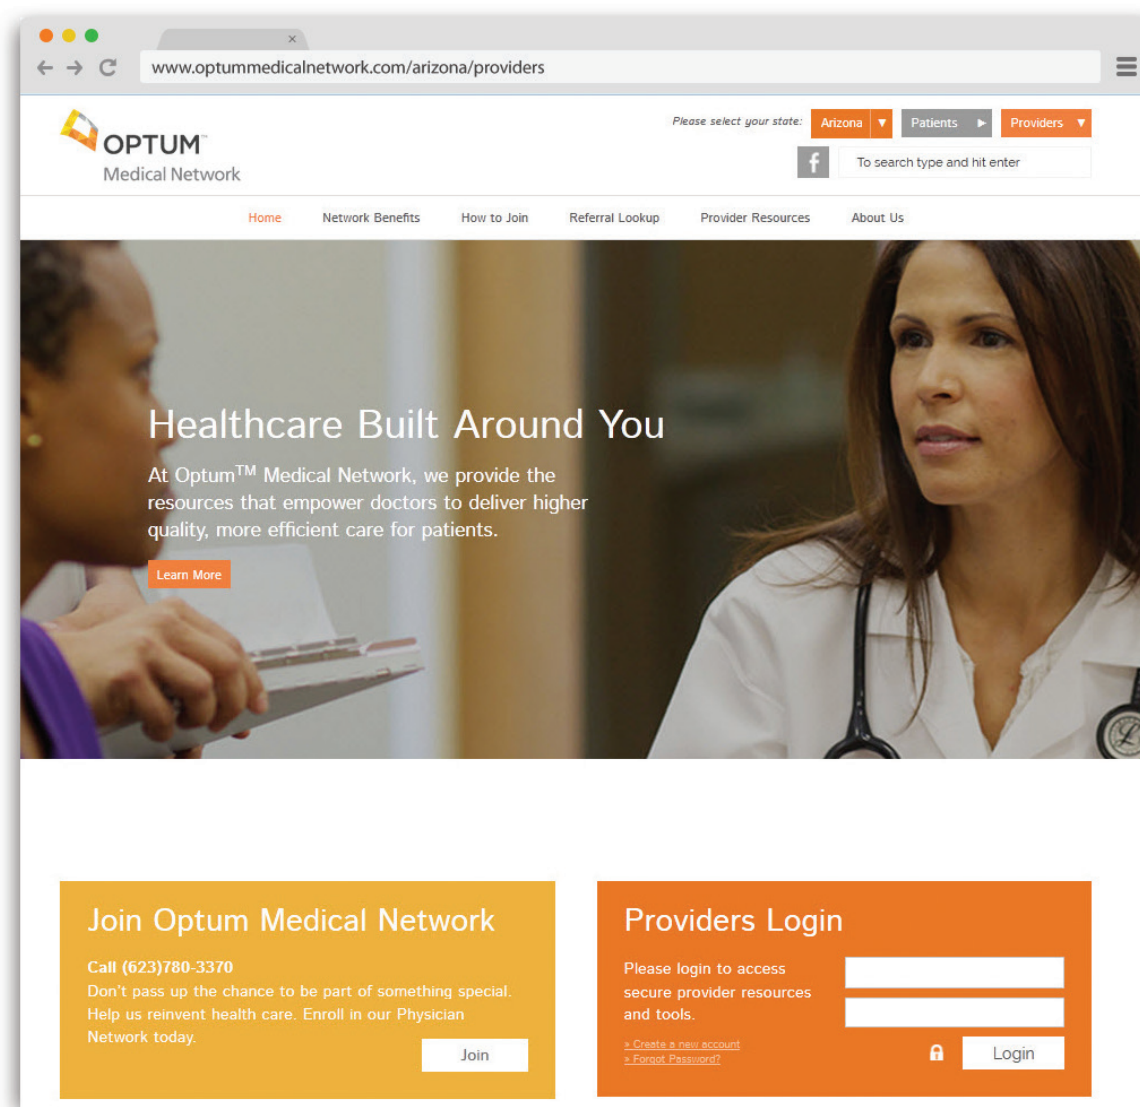 ×
www.optummedicalnetwork.com/arizona/providers
OPTUM™
Medical Network
Please select your state: Arizona ▼ Patients ► Providers ▼
f To search type and hit enter
Home Network Benefits How to Join Referral Lookup Provider Resources About Us
Healthcare Built Around You
At Optum™ Medical Network, we provide the
resources that empower doctors to deliver higher
quality, more efficient care for patients.
Learn More
Join Optum Medical Network
Call (623)780-3370
Don't pass up the chance to be part of something special.
Help us reinvent health care. Enroll in our Physician
Network today.
Join
Providers Login
Please login to access
secure provider resources
and tools.
» Create a new account
» Forgot Password?
Login